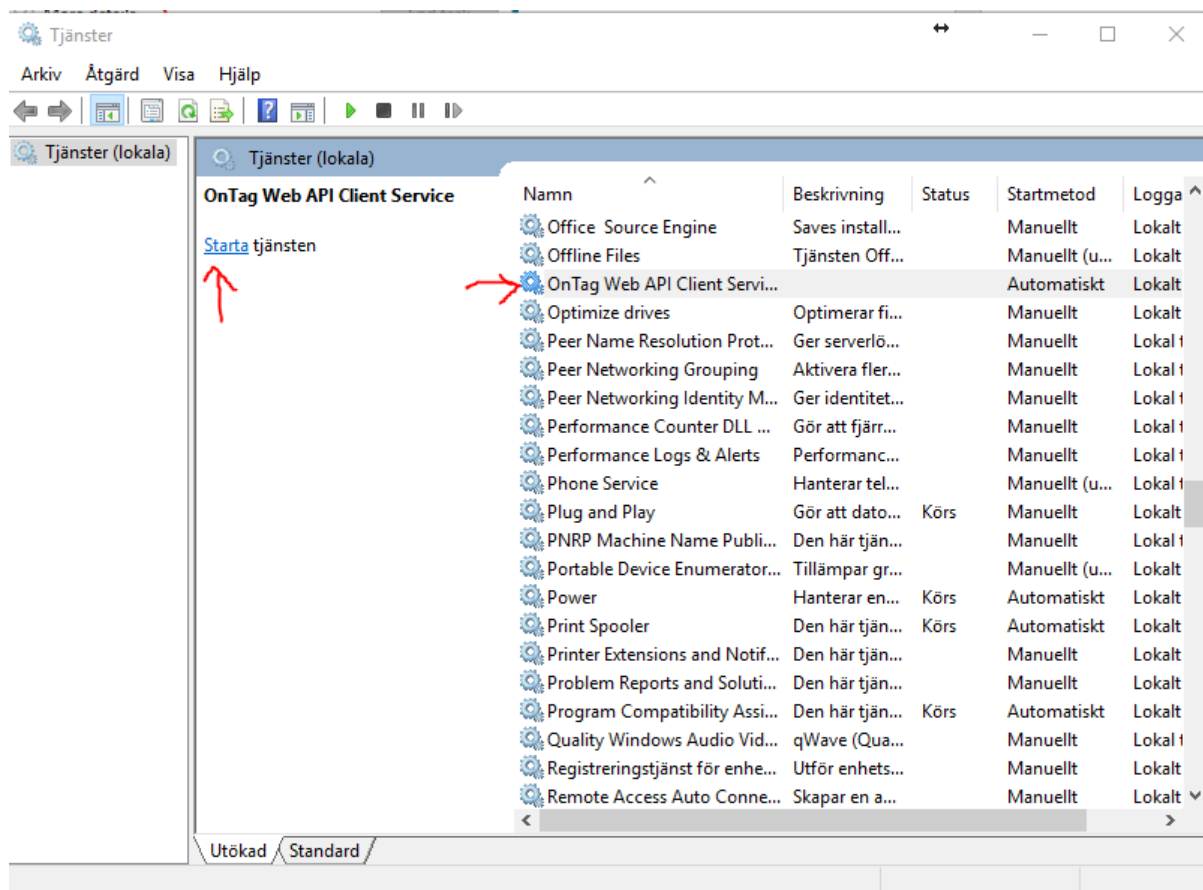 Tjänster
Arkiv Åtgärd Visa Hjälp
Tjänster (lokala)
Tjänster (lokala)
OnTag Web API Client Service
Starta tjänsten
Namn Beskrivning Status Startmetod Logga
Office Source Engine Saves install... Manuellt Lokalt
Offline Files Tjänsten Off... Manuellt (u... Lokalt
OnTag Web API Client Servi... Automatiskt Lokalt
Optimize drives Optimerar fi... Manuellt Lokalt
Peer Name Resolution Prot... Ger serverlö... Manuellt Lokal t
Peer Networking Grouping Aktivera fler... Manuellt Lokal t
Peer Networking Identity M... Ger identitet... Manuellt Lokal t
Performance Counter DLL ... Gör att fjärr... Manuellt Lokal t
Performance Logs & Alerts Performanc... Manuellt Lokal t
Phone Service Hanterar tel... Manuellt (u... Lokal t
Plug and Play Gör att dato... Körs Manuellt Lokalt
PNRP Machine Name Publi... Den här tjän... Manuellt Lokal t
Portable Device Enumerator... Tillämpar gr... Manuellt (u... Lokalt
Power Hanterar en... Körs Automatiskt Lokalt
Print Spooler Den här tjän... Körs Automatiskt Lokalt
Printer Extensions and Notif... Den här tjän... Manuellt Lokalt
Problem Reports and Soluti... Den här tjän... Manuellt Lokalt
Program Compatibility Assi... Den här tjän... Körs Automatiskt Lokalt
Quality Windows Audio Vid... qWave (Qua... Manuellt Lokal t
Registreringstjänst för enhe... Utför enhets... Manuellt Lokalt
Remote Access Auto Conne... Skapar en a... Manuellt Lokalt
Utökad Standard